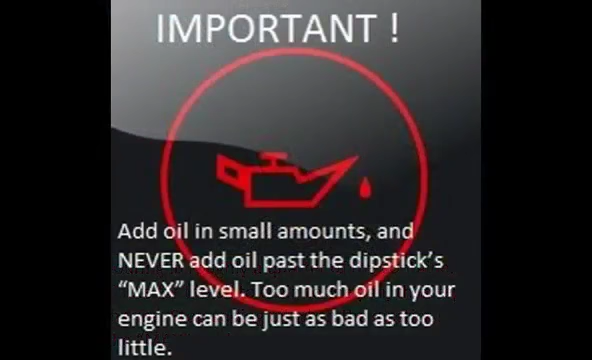 IMPORTANT !
Add oil in small amounts, and
NEVER add oil past the dipstick's
“MAX” level. Too much oil in your
engine can be just as bad as too
little.